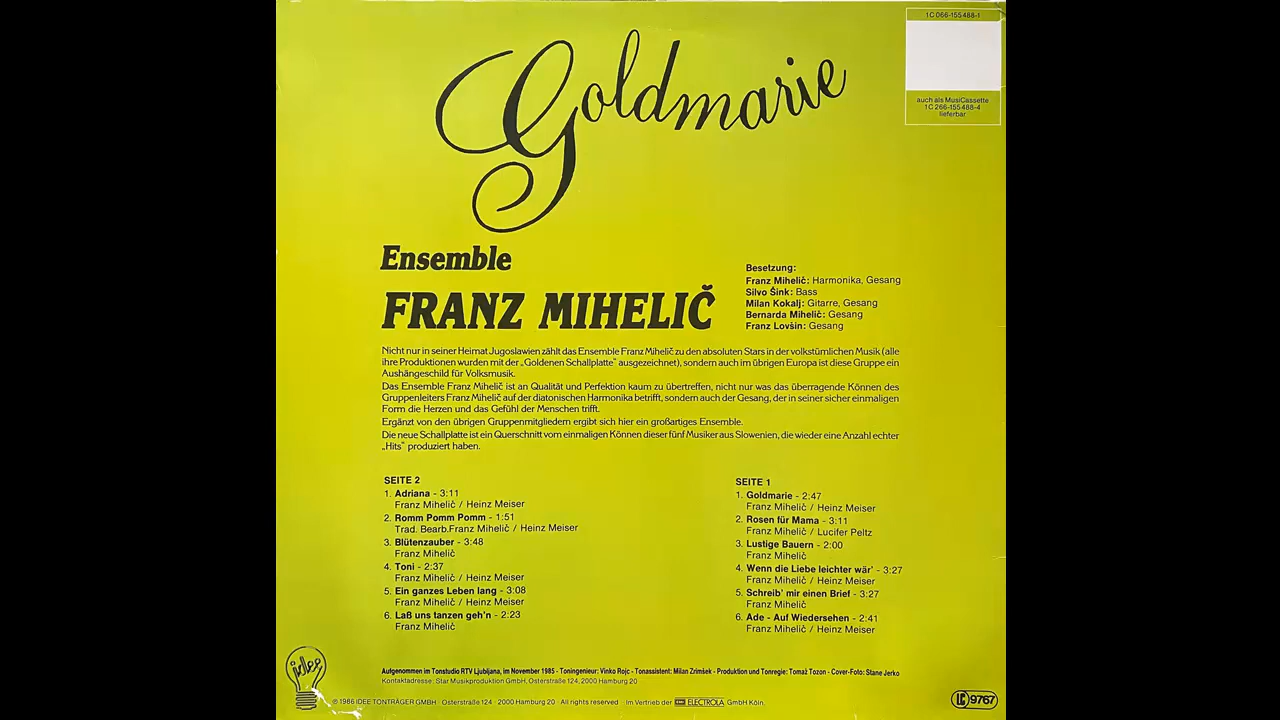 1C 066-155 488-1
auch als MusiCassette
1C 266-155 488-4
lieferbar
Goldmarie
Ensemble
FRANZ MIHELIČ
Besetzung:
Franz Mihelič: Harmonika, Gesang
Silvo Šink: Bass
Milan Kokalj: Gitarre, Gesang
Bernarda Mihelič: Gesang
Franz Lovšin: Gesang
Nicht nur in seiner Heimat Jugoslawien zählt das Ensemble Franz Mihelič zu den absoluten Stars in der volkstümlichen Musik (alle
ihre Produktionen wurden mit der „Goldenen Schallplatte" ausgezeichnet), sondern auch im übrigen Europa ist diese Gruppe ein
Aushängeschild für Volksmusik.
Das Ensemble Franz Mihelič ist an Qualität und Perfektion kaum zu übertreffen, nicht nur was das überragende Können des
Gruppenleiters Franz Mihelič auf der diatonischen Harmonika betrifft, sondern auch der Gesang, der in seiner sicher einmaligen
Form die Herzen und das Gefühl der Menschen trifft.
Ergänzt von den übrigen Gruppenmitgliedern ergibt sich hier ein großartiges Ensemble.
Die neue Schallplatte ist ein Querschnitt vom einmaligen Können dieser fünf Musiker aus Slowenien, die wieder eine Anzahl echter
„Hits" produziert haben.
SEITE 2
1. Adriana - 3:11
Franz Mihelič / Heinz Meiser
2. Romm Pomm Pomm - 1:51
Trad. Bearb.Franz Mihelič / Heinz Meiser
3. Blütenzauber - 3:48
Franz Mihelič
4. Toni - 2:37
Franz Mihelič / Heinz Meiser
5. Ein ganzes Leben lang - 3:08
Franz Mihelič / Heinz Meiser
6. Laß uns tanzen geh'n - 2:23
Franz Mihelič
SEITE 1
1. Goldmarie - 2:47
Franz Mihelič / Heinz Meiser
2. Rosen für Mama - 3:11
Franz Mihelič / Lucifer Peltz
3. Lustige Bauern - 2:00
Franz Mihelič
4. Wenn die Liebe leichter wär' - 3:27
Franz Mihelič / Heinz Meiser
5. Schreib' mir einen Brief - 3:27
Franz Mihelič
6. Ade - Auf Wiedersehen - 2:41
Franz Mihelič / Heinz Meiser
Aufgenommen im Tonstudio RTV Ljubljana, im November 1985 - Toningenieur: Vinko Rojc - Tonassistent: Milan Zrimšek - Produktion und Tonregie: Tomaž Tozon - Cover-Foto: Stane Jerko
Kontaktadresse: Star Musikproduktion GmbH, Osterstraße 124, 2000 Hamburg 20
idee
℗ 1986 IDEE TONTRÄGER GMBH · Osterstraße 124 · 2000 Hamburg 20 · All rights reserved · Im Vertrieb der EMI ELECTROLA GmbH Köln.
LC 9767